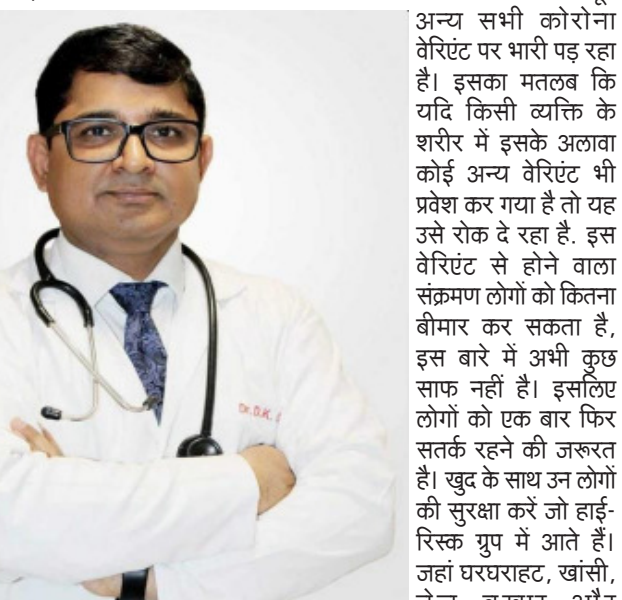 अन्य सभी कोरोना
वेरिएंट पर भारी पड़ रहा
है। इसका मतलब कि
यदि किसी व्यक्ति के
शरीर में इसके अलावा
कोई अन्य वेरिएंट भी
प्रवेश कर गया है तो यह
उसे रोक दे रहा है. इस
वेरिएंट से होने वाला
संक्रमण लोगों को कितना
बीमार कर सकता है,
इस बारे में अभी कुछ
साफ नहीं है। इसलिए
लोगों को एक बार फिर
सतर्क रहने की जरूरत
है। खुद के साथ उन लोगों
की सुरक्षा करें जो हाई-
रिस्क ग्रुप में आते हैं।
जहां घरघराहट, खांसी,
Dr. D.K.